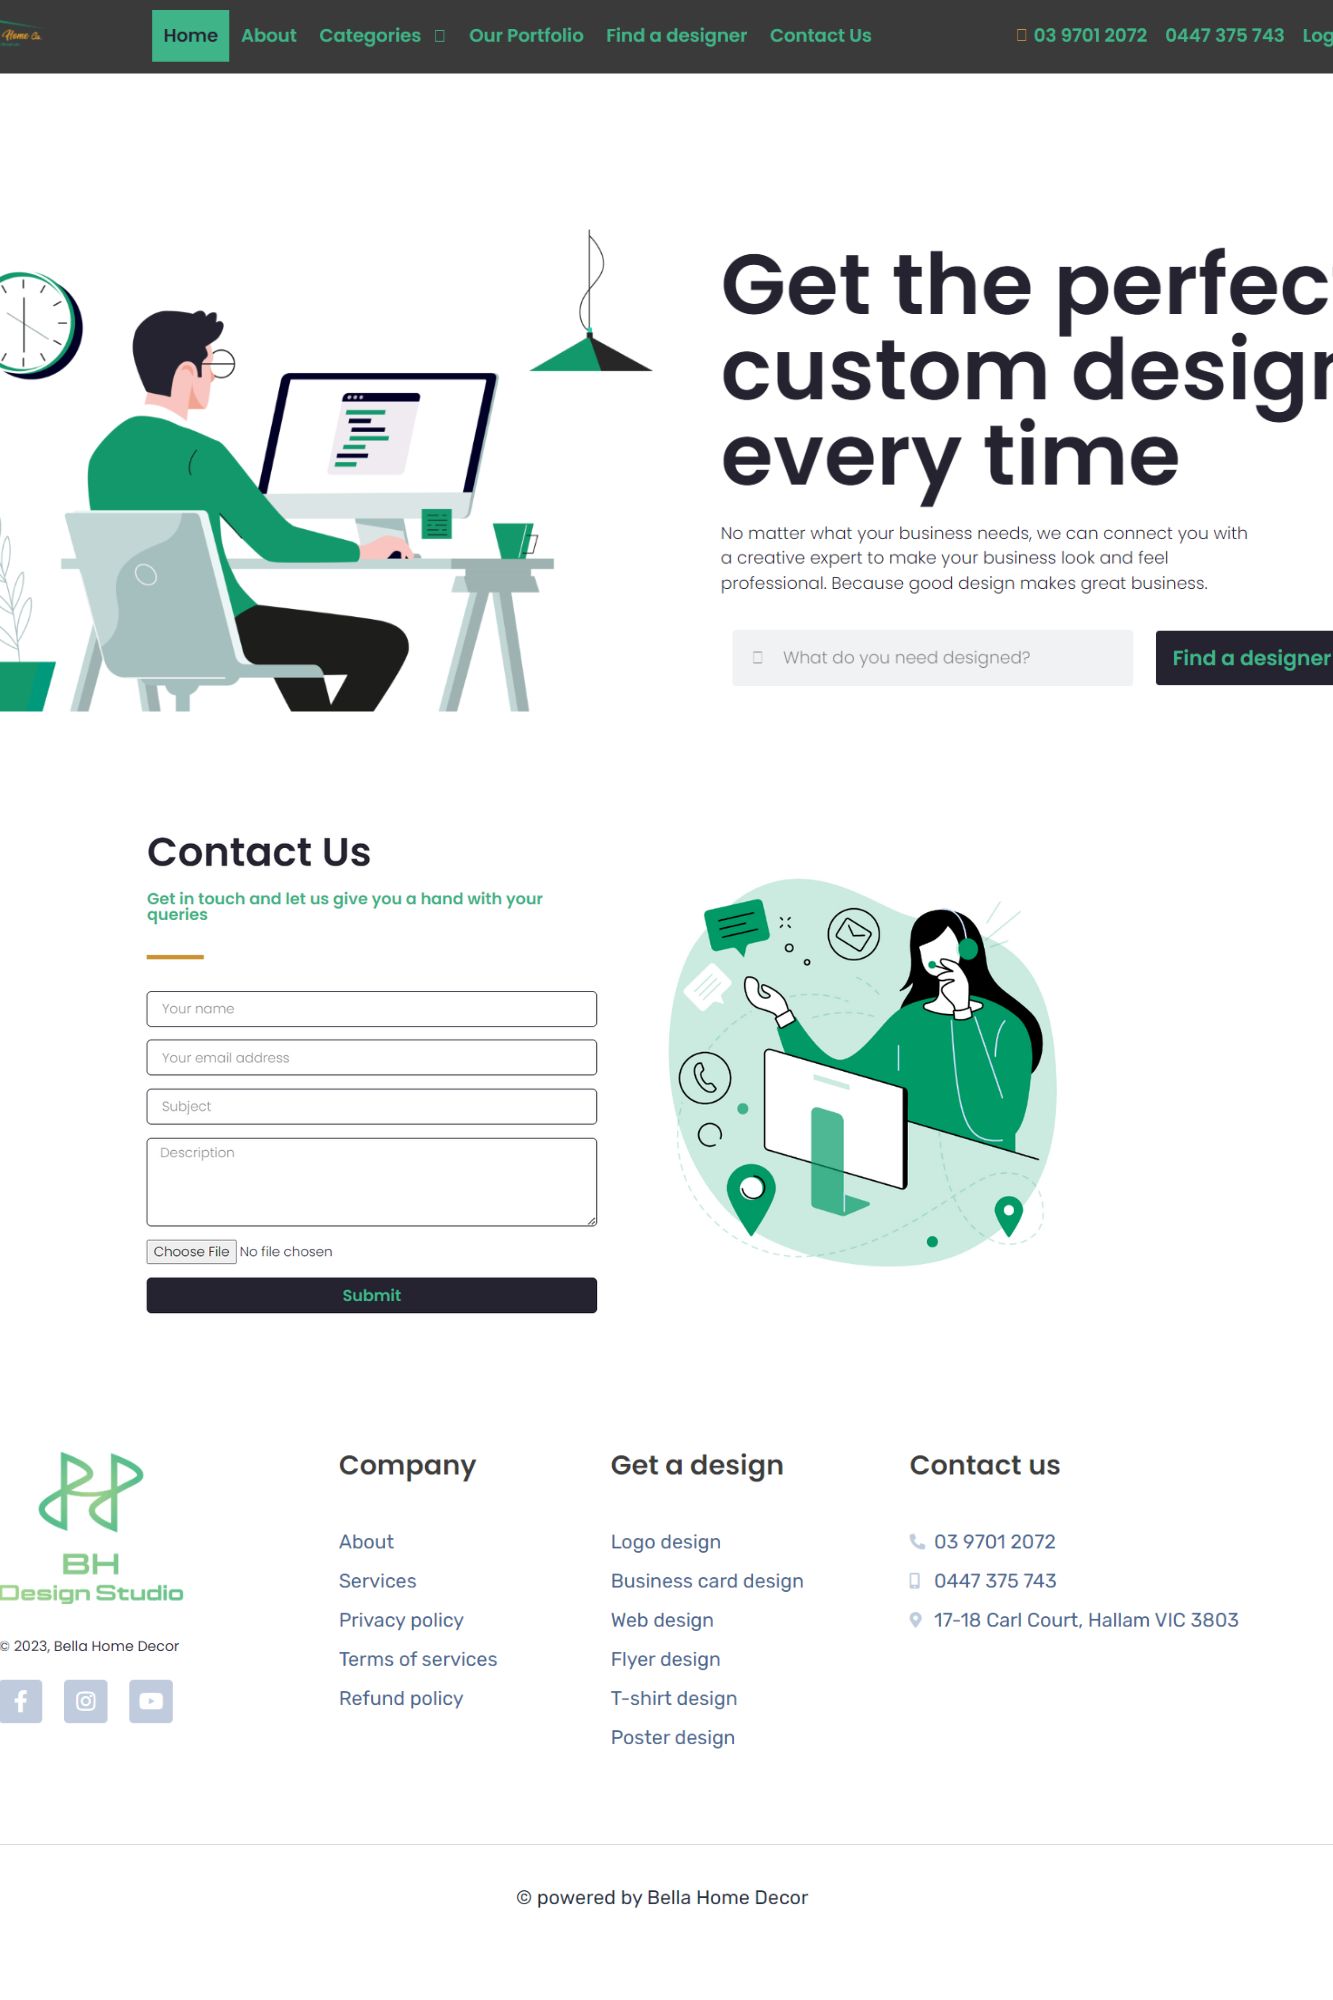 Home Co.
Home About Categories Our Portfolio Find a designer Contact Us 03 9701 2072 0447 375 743 Log
Get the perfect
custom design
every time
No matter what your business needs, we can connect you with
a creative expert to make your business look and feel
professional. Because good design makes great business.
What do you need designed? Find a designer
Contact Us
Get in touch and let us give you a hand with your
queries
Your name
Your email address
Subject
Description
Choose File No file chosen
Submit
BH
Design Studio
© 2023, Bella Home Decor
Company
About
Services
Privacy policy
Terms of services
Refund policy
Get a design
Logo design
Business card design
Web design
Flyer design
T-shirt design
Poster design
Contact us
03 9701 2072
0447 375 743
17-18 Carl Court, Hallam VIC 3803
© powered by Bella Home Decor